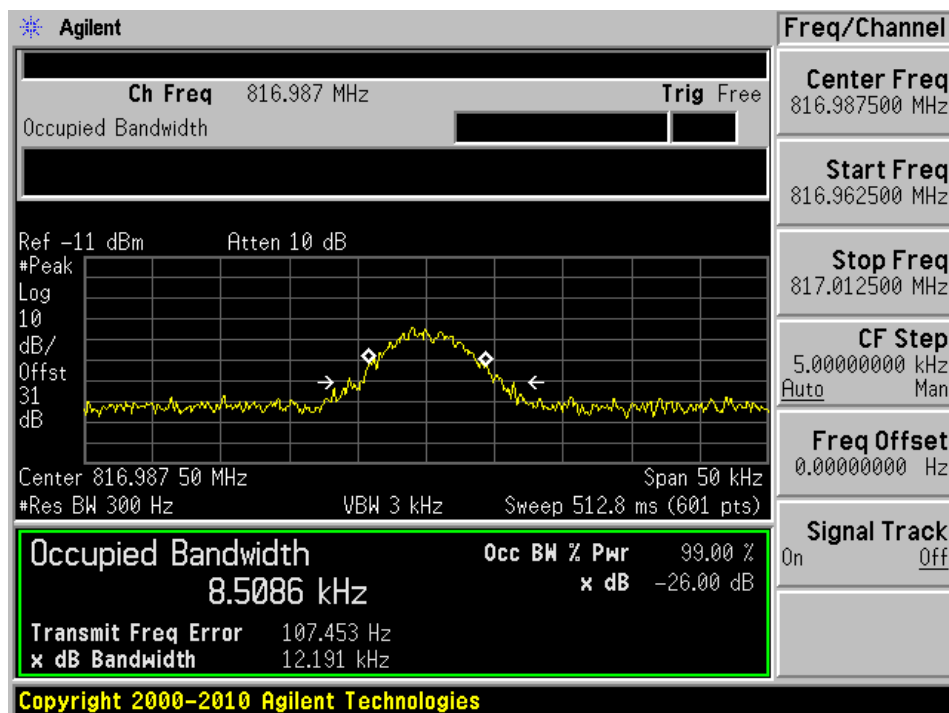 Agilent
Freq/Channel
Ch Freq 816.987 MHz Trig Free
Occupied Bandwidth
Center Freq
816.987500 MHz
Start Freq
816.962500 MHz
Stop Freq
817.012500 MHz
CF Step
5.00000000 kHz
Auto Man
Freq Offset
0.00000000 Hz
Signal Track
On Off
Ref -11 dBm Atten 10 dB
#Peak
Log
10
dB/
Offst
31
dB
Center 816.987 50 MHz Span 50 kHz
#Res BW 300 Hz VBW 3 kHz Sweep 512.8 ms (601 pts)
Occupied Bandwidth
8.5086 kHz
Occ BW % Pwr 99.00 %
x dB -26.00 dB
Transmit Freq Error 107.453 Hz
x dB Bandwidth 12.191 kHz
Copyright 2000-2010 Agilent Technologies